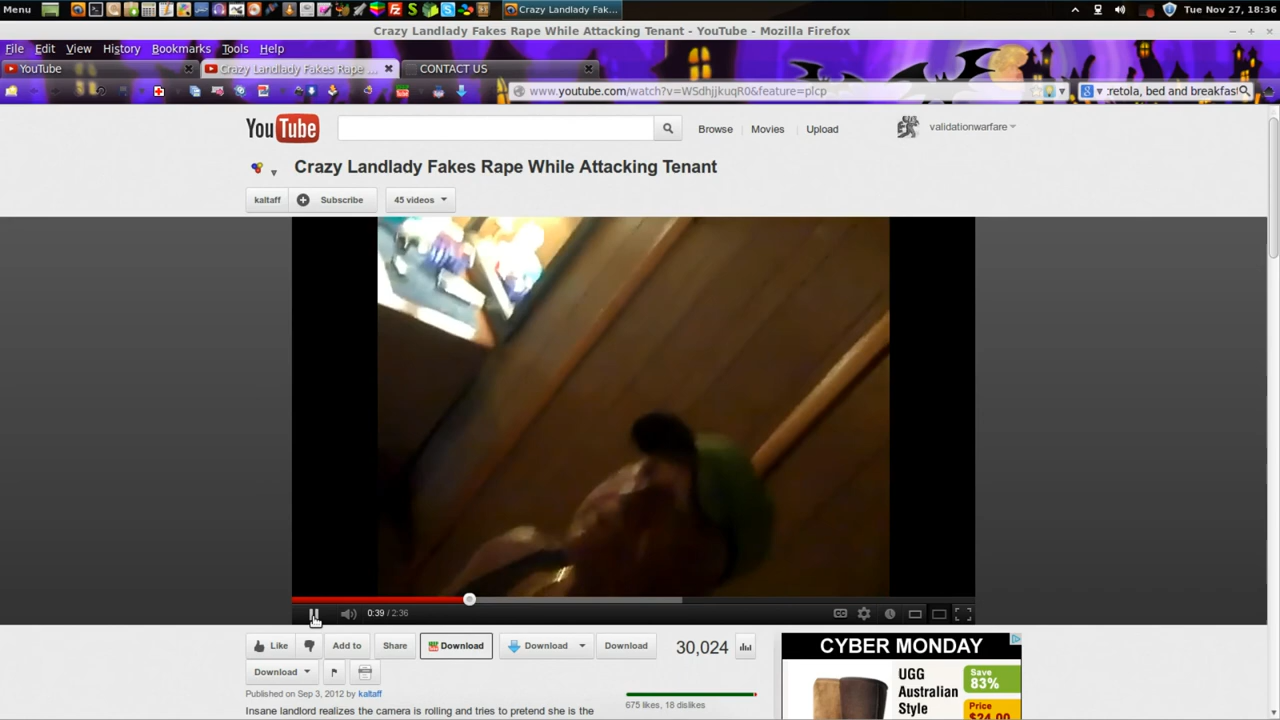 Menu
Crazy Landlady Fak...
Tue Nov 27, 18:36
Crazy Landlady Fakes Rape While Attacking Tenant - YouTube - Mozilla Firefox
File Edit View History Bookmarks Tools Help
YouTube
Crazy Landlady Fakes Rape ...
CONTACT US
www.youtube.com/watch?v=WSdhjjkuqR0&feature=plcp
:retola, bed and breakfast
YouTube
Browse Movies Upload
validationwarfare
Crazy Landlady Fakes Rape While Attacking Tenant
kaltaff Subscribe 45 videos
0:39 / 2:36
Like Add to Share Download Download Download 30,024
Download
Published on Sep 3, 2012 by kaltaff
675 likes, 18 dislikes
Insane landlord realizes the camera is rolling and tries to pretend she is the
CYBER MONDAY
UGG
Australian
Style
Save
83%
Price
$24.00